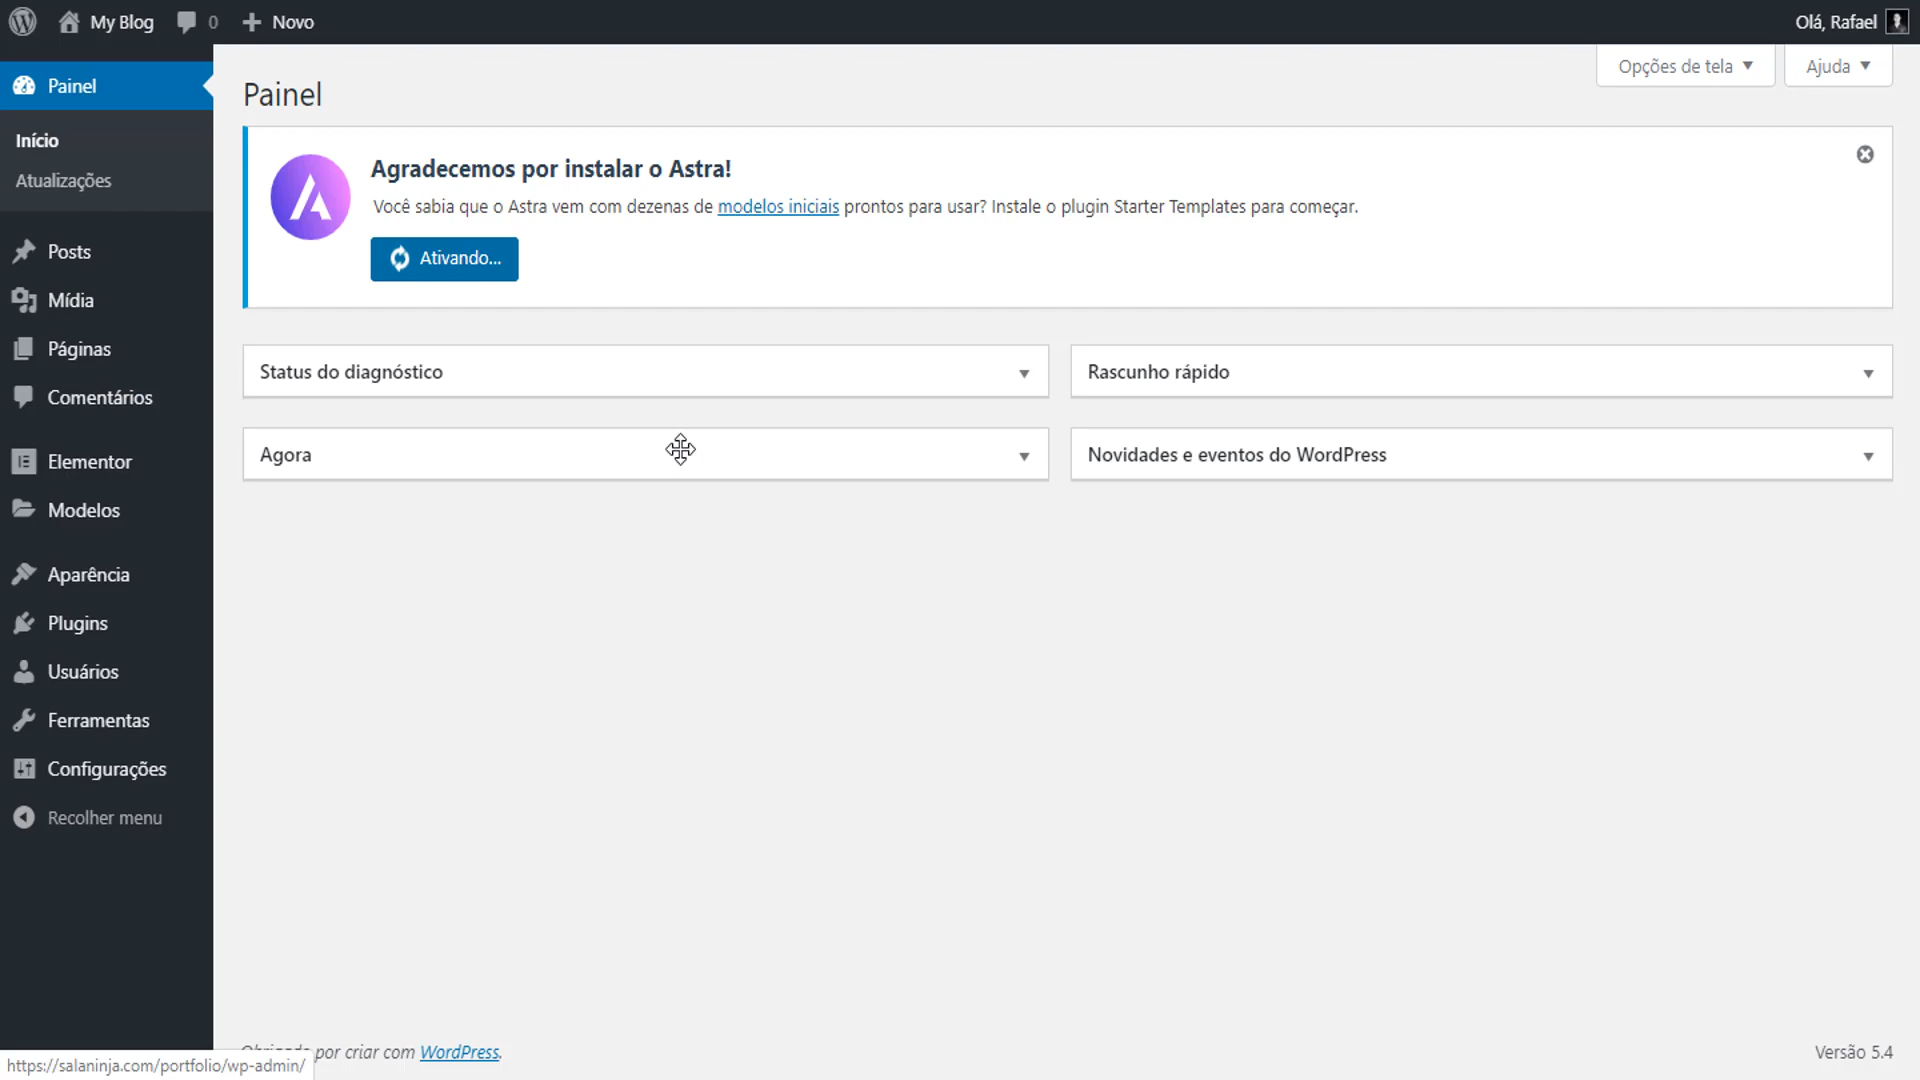 My Blog
0
Novo
Olá, Rafael
Painel
Início
Atualizações
Posts
Mídia
Páginas
Comentários
Elementor
Modelos
Aparência
Plugins
Usuários
Ferramentas
Configurações
Recolher menu
Opções de tela
Ajuda
Painel
Agradecemos por instalar o Astra!
Você sabia que o Astra vem com dezenas de modelos iniciais prontos para usar? Instale o plugin Starter Templates para começar.
Ativando...
Status do diagnóstico
Rascunho rápido
Agora
Novidades e eventos do WordPress
por criar com WordPress.
Versão 5.4
https://salaninja.com/portfolio/wp-admin/